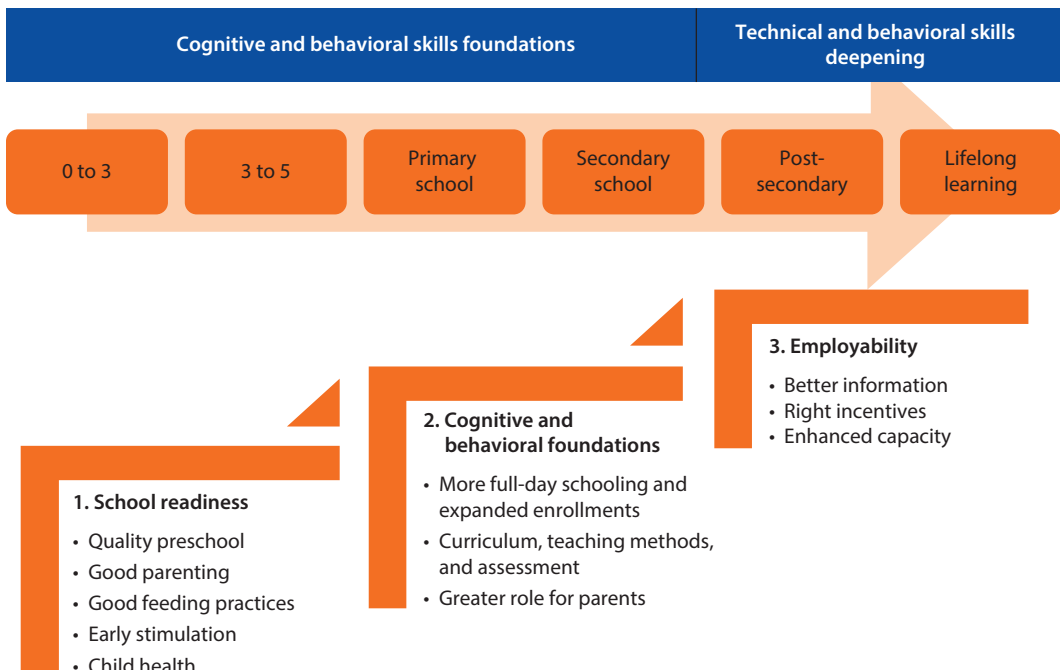 Cognitive and behavioral skills foundations
Technical and behavioral skills
deepening
0 to 3
3 to 5
Primary
school
Secondary
school
Post-
secondary
Lifelong
learning
1. School readiness
• Quality preschool
• Good parenting
• Good feeding practices
• Early stimulation
• Child health
2. Cognitive and
behavioral foundations
• More full-day schooling and
expanded enrollments
• Curriculum, teaching methods,
and assessment
• Greater role for parents
3. Employability
• Better information
• Right incentives
• Enhanced capacity